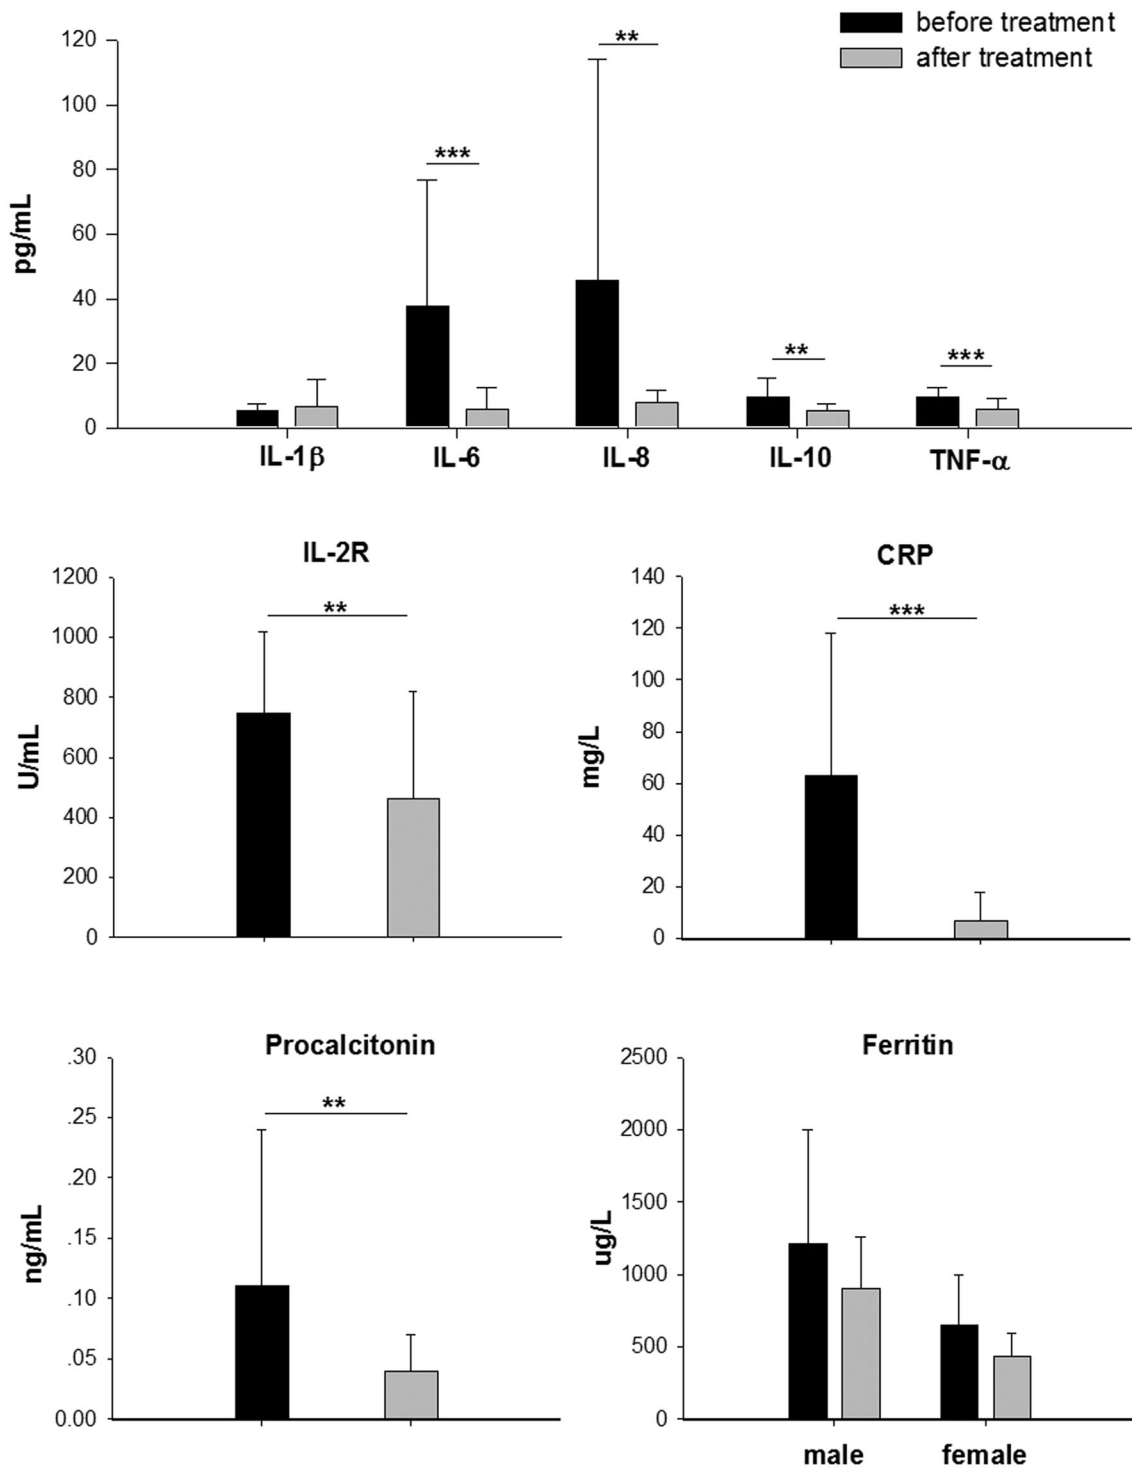 before treatment
after treatment
120
100
80
60
40
20
0
pg/mL
***
**
**
***
IL-1β
IL-6
IL-8
IL-10
TNF-α
IL-2R
1200
1000
800
600
400
200
0
U/mL
**
CRP
140
120
100
80
60
40
20
0
mg/L
***
Procalcitonin
.30
.25
.20
.15
.10
.05
0.00
ng/mL
**
Ferritin
2500
2000
1500
1000
500
0
ug/L
male
female